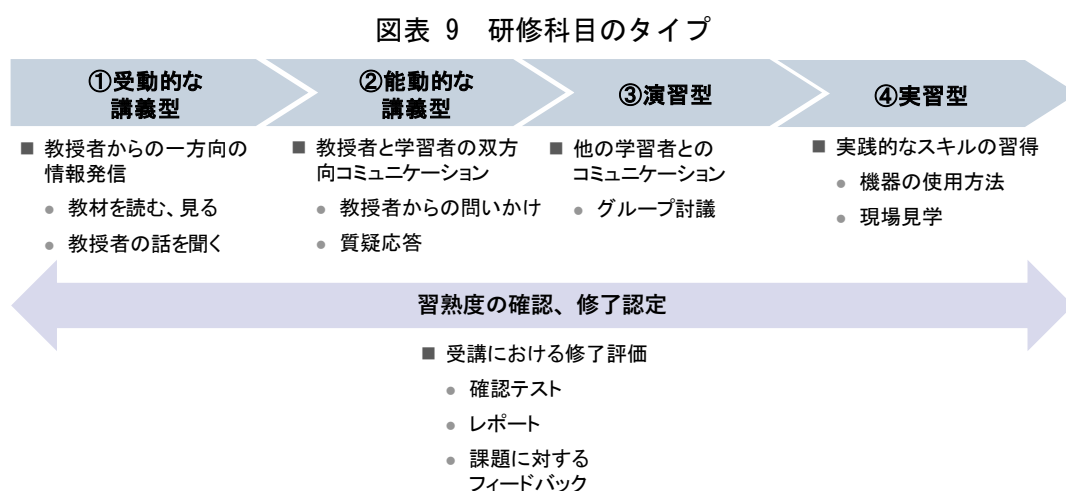 図表 9　研修科目のタイプ
①受動的な
講義型
■ 教授者からの一方向の
情報発信
● 教材を読む、見る
● 教授者の話を聞く
②能動的な
講義型
■ 教授者と学習者の双方
向コミュニケーション
● 教授者からの問いかけ
● 質疑応答
③演習型
■ 他の学習者との
コミュニケーション
● グループ討議
④実習型
■ 実践的なスキルの習得
● 機器の使用方法
● 現場見学
習熟度の確認、修了認定
■ 受講における修了評価
● 確認テスト
● レポート
● 課題に対する
フィードバック